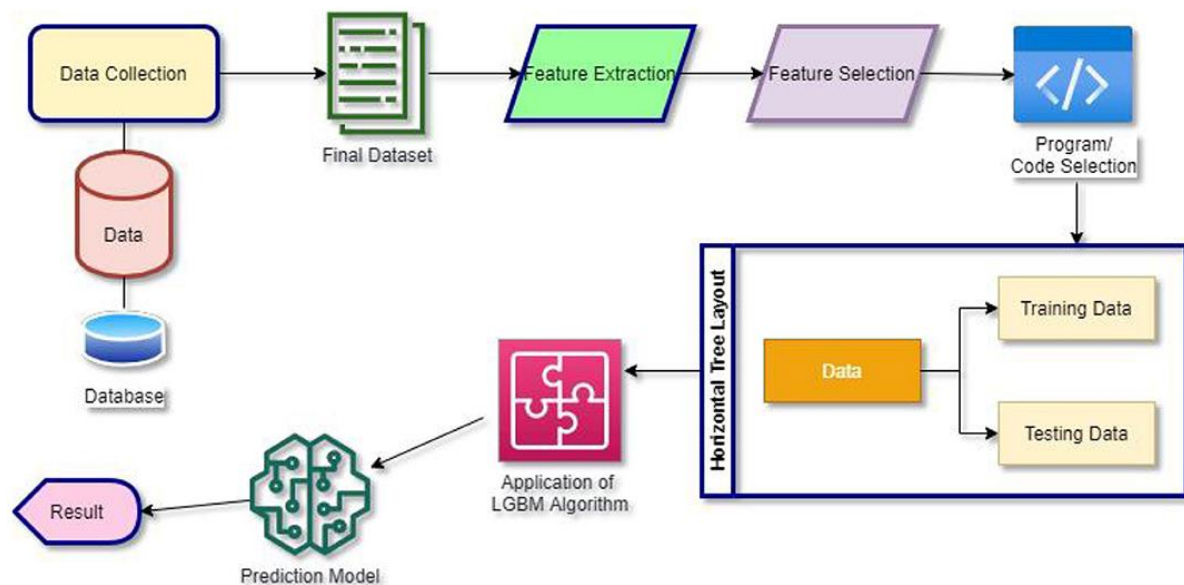 Data Collection
Final Dataset
Feature Extraction
Feature Selection
Program/
Code Selection
Data
Database
Horizontal Tree Layout
Data
Training Data
Testing Data
Application of
LGBM Algorithm
Prediction Model
Result